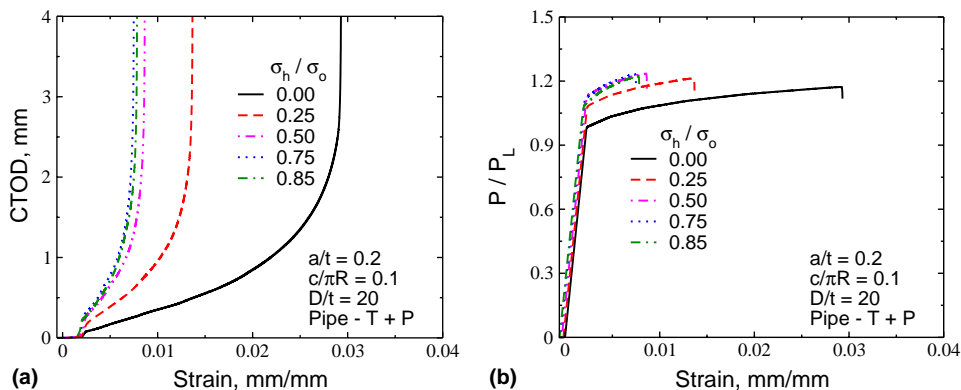 4
3
2
1
0
CTOD, mm
σh / σo
0.00
0.25
0.50
0.75
0.85
a/t = 0.2
c/πR = 0.1
D/t = 20
Pipe - T + P
0 0.01 0.02 0.03 0.04
Strain, mm/mm
(a)
1.5
1.2
0.9
0.6
0.3
0
P / PL
σh / σo
0.00
0.25
0.50
0.75
0.85
a/t = 0.2
c/πR = 0.1
D/t = 20
Pipe - T + P
0 0.01 0.02 0.03 0.04
Strain, mm/mm
(b)